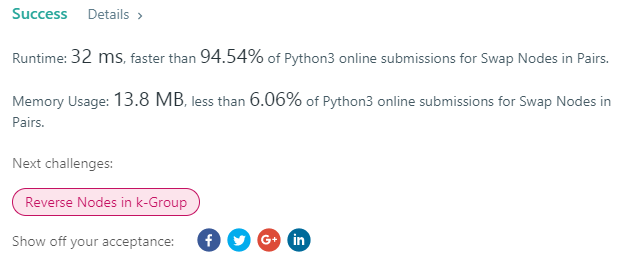 Success Details >
Runtime: 32 ms, faster than 94.54% of Python3 online submissions for Swap Nodes in Pairs.
Memory Usage: 13.8 MB, less than 6.06% of Python3 online submissions for Swap Nodes in
Pairs.
Next challenges:
Reverse Nodes in k-Group
Show off your acceptance: f G+ in